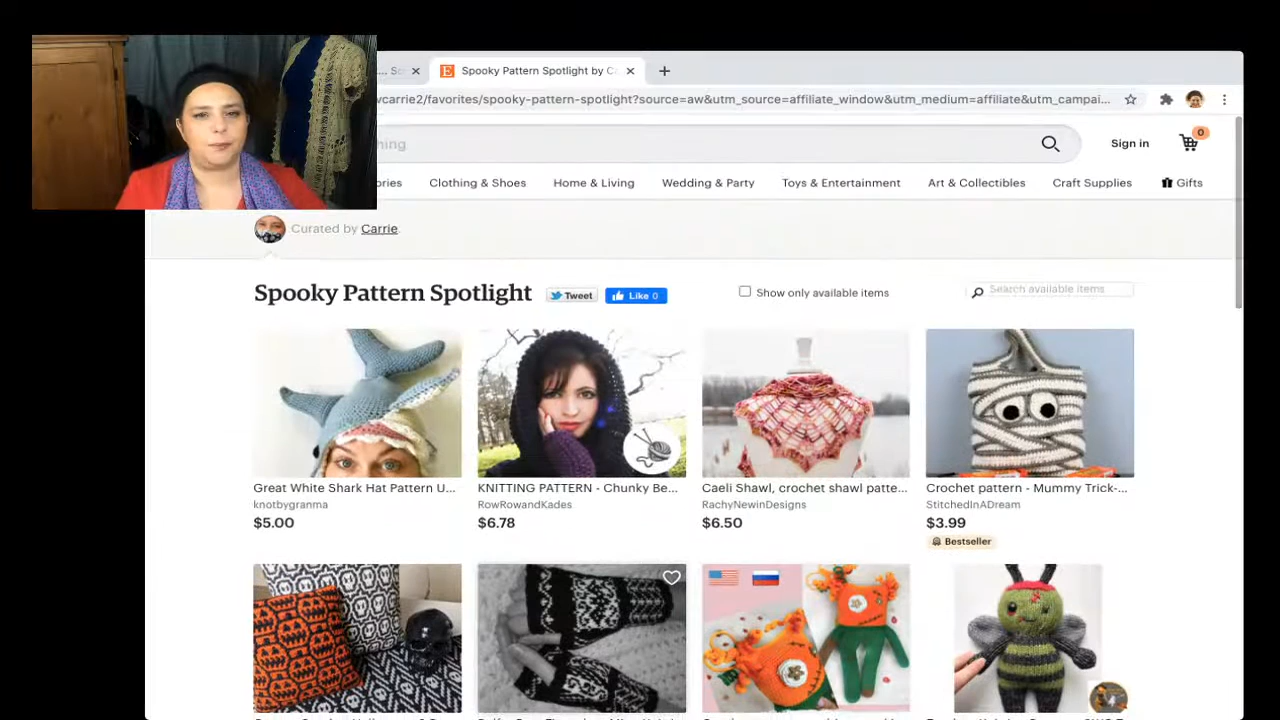 Spooky Pattern Spotlight by C
vcarrie2/favorites/spooky-pattern-spotlight?source=aw&utm_source=affiliate_window&utm_medium=affiliate&utm_campai...
hing
Sign in
0
ories Clothing & Shoes Home & Living Wedding & Party Toys & Entertainment Art & Collectibles Craft Supplies Gifts
Curated by Carrie.
Spooky Pattern Spotlight Tweet Like 0 Show only available items Search available items
Great White Shark Hat Pattern U...
knotbygranma
$5.00
KNITTING PATTERN - Chunky Be...
RowRowandKades
$6.78
Caeli Shawl, crochet shawl patte...
RachyNewinDesigns
$6.50
Crochet pattern - Mummy Trick-...
StitchedInADream
$3.99
Bestseller